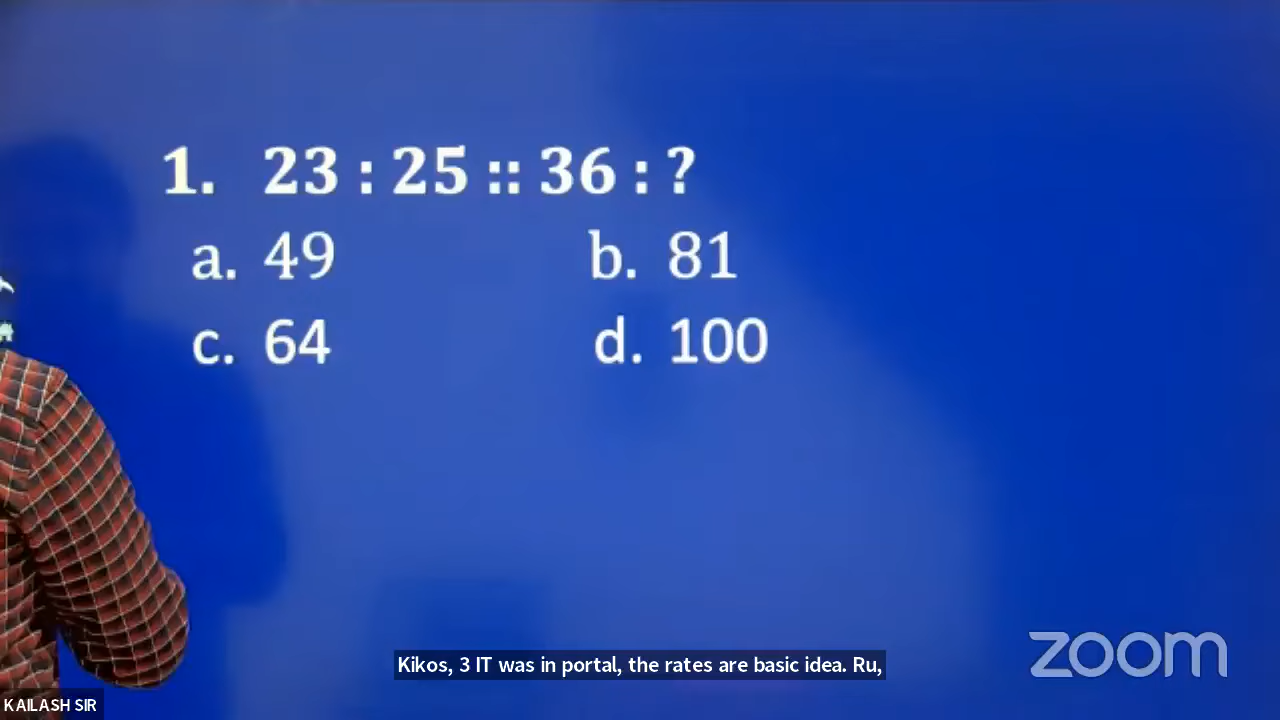 1. 23 : 25 :: 36 : ?
a. 49 b. 81
c. 64 d. 100
Kikos, 3 IT was in portal, the rates are basic idea. Ru,
zoom
KAILASH SIR